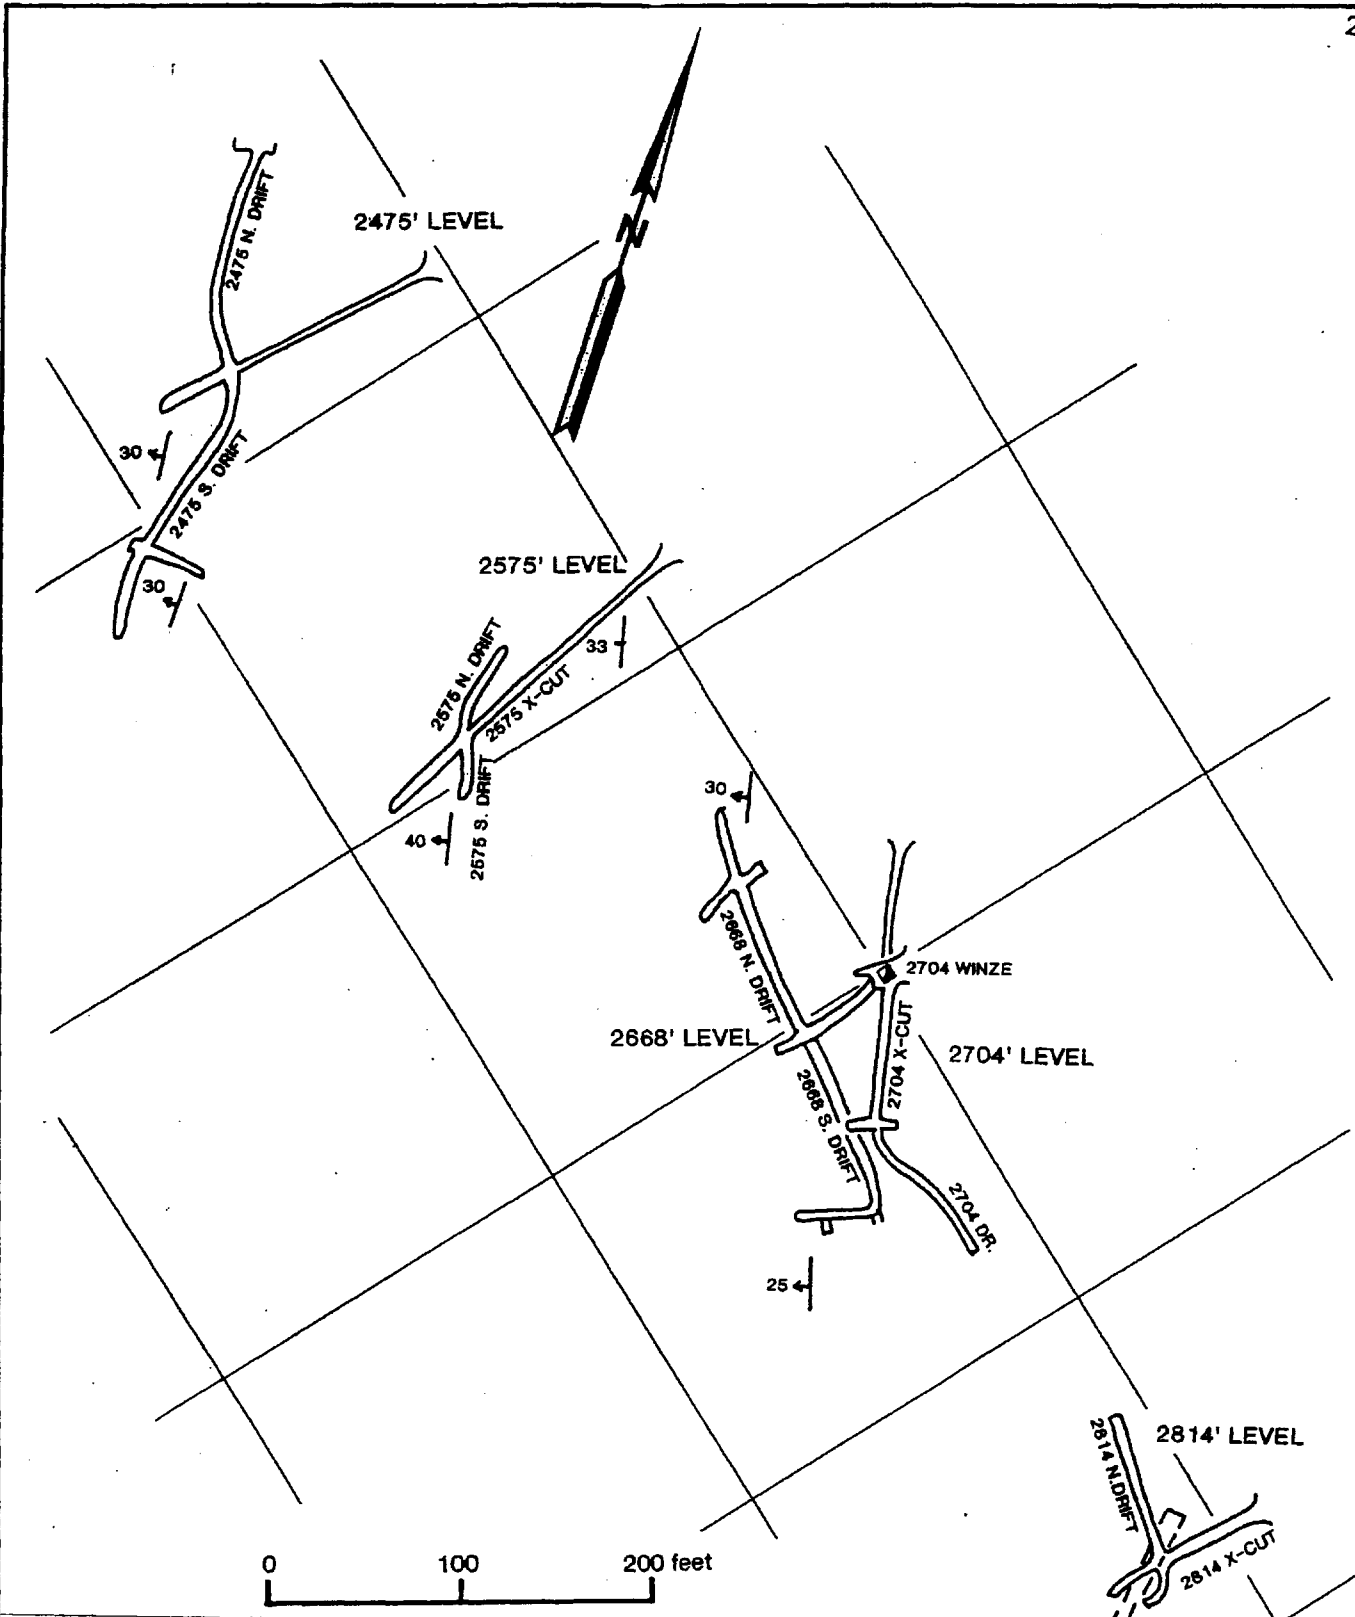 2
N
2475 N. DRIFT
2475' LEVEL
30
2475 S. DRIFT
30
2575' LEVEL
2575 N. DRIFT
33
2575 X-CUT
2575 S. DRIFT
40
30
2668 N. DRIFT
2704 WINZE
2668' LEVEL
2704 X-CUT
2704' LEVEL
2668 S. DRIFT
2704 DR.
25
2814' LEVEL
2814 N. DRIFT
2814 X-CUT
0 100 200 feet